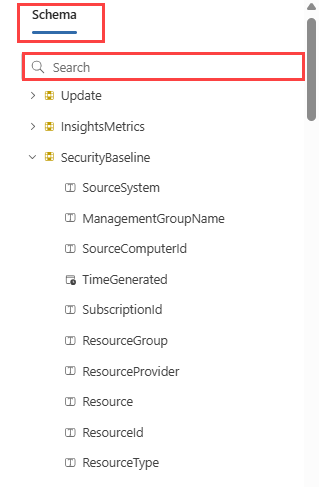 Schema
Search
Update
InsightsMetrics
SecurityBaseline
SourceSystem
ManagementGroupName
SourceComputerId
TimeGenerated
SubscriptionId
ResourceGroup
ResourceProvider
Resource
ResourceId
ResourceType